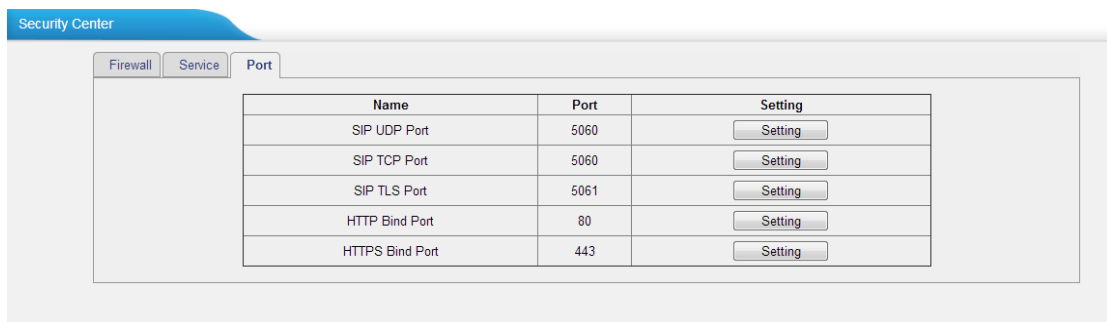 Security Center
Firewall Service Port
Name Port Setting
SIP UDP Port 5060 Setting
SIP TCP Port 5060 Setting
SIP TLS Port 5061 Setting
HTTP Bind Port 80 Setting
HTTPS Bind Port 443 Setting